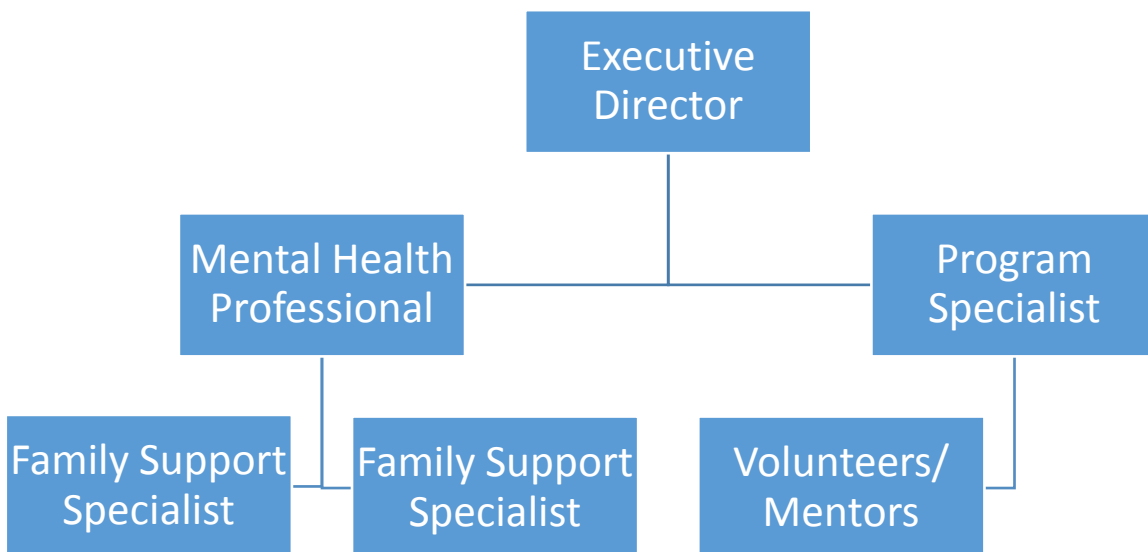 Executive
Director
Mental Health
Professional
Program
Specialist
Family Support
Specialist
Family Support
Specialist
Volunteers/
Mentors